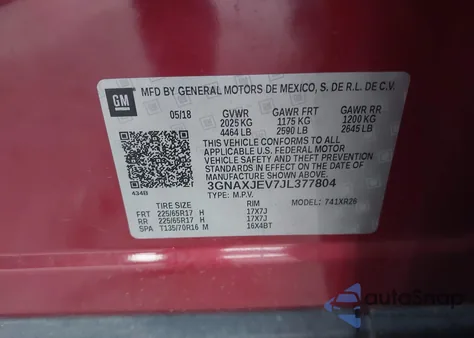 GM
MFD BY GENERAL MOTORS DE MEXICO, S. DE R.L. DE C.V.
05/18 GVWR GAWR FRT GAWR RR
2025 KG 1175 KG 1200 KG
4464 LB 2590 LB 2645 LB
THIS VEHICLE CONFORMS TO ALL
APPLICABLE U.S. FEDERAL MOTOR
VEHICLE SAFETY AND THEFT PREVENTION
STANDARDS IN EFFECT ON THE DATE OF
MANUFACTURE SHOWN ABOVE.
3GNAXJEV7JL377804
434B TYPE: M.P.V. MODEL: 741XR26
TIRE SIZE RIM
FRT 225/65R17 H 17X7J
RR 225/65R17 H 17X7J
SPA T135/70R16 M 16X4BT
autoSnap